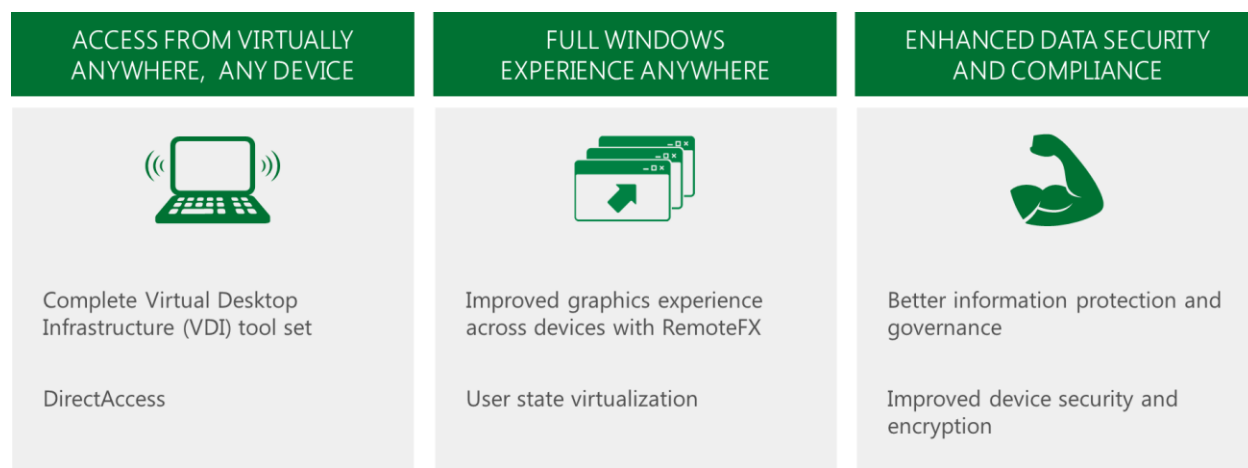 ACCESS FROM VIRTUALLY
ANYWHERE, ANY DEVICE
Complete Virtual Desktop
Infrastructure (VDI) tool set
DirectAccess
FULL WINDOWS
EXPERIENCE ANYWHERE
Improved graphics experience
across devices with RemoteFX
User state virtualization
ENHANCED DATA SECURITY
AND COMPLIANCE
Better information protection and
governance
Improved device security and
encryption